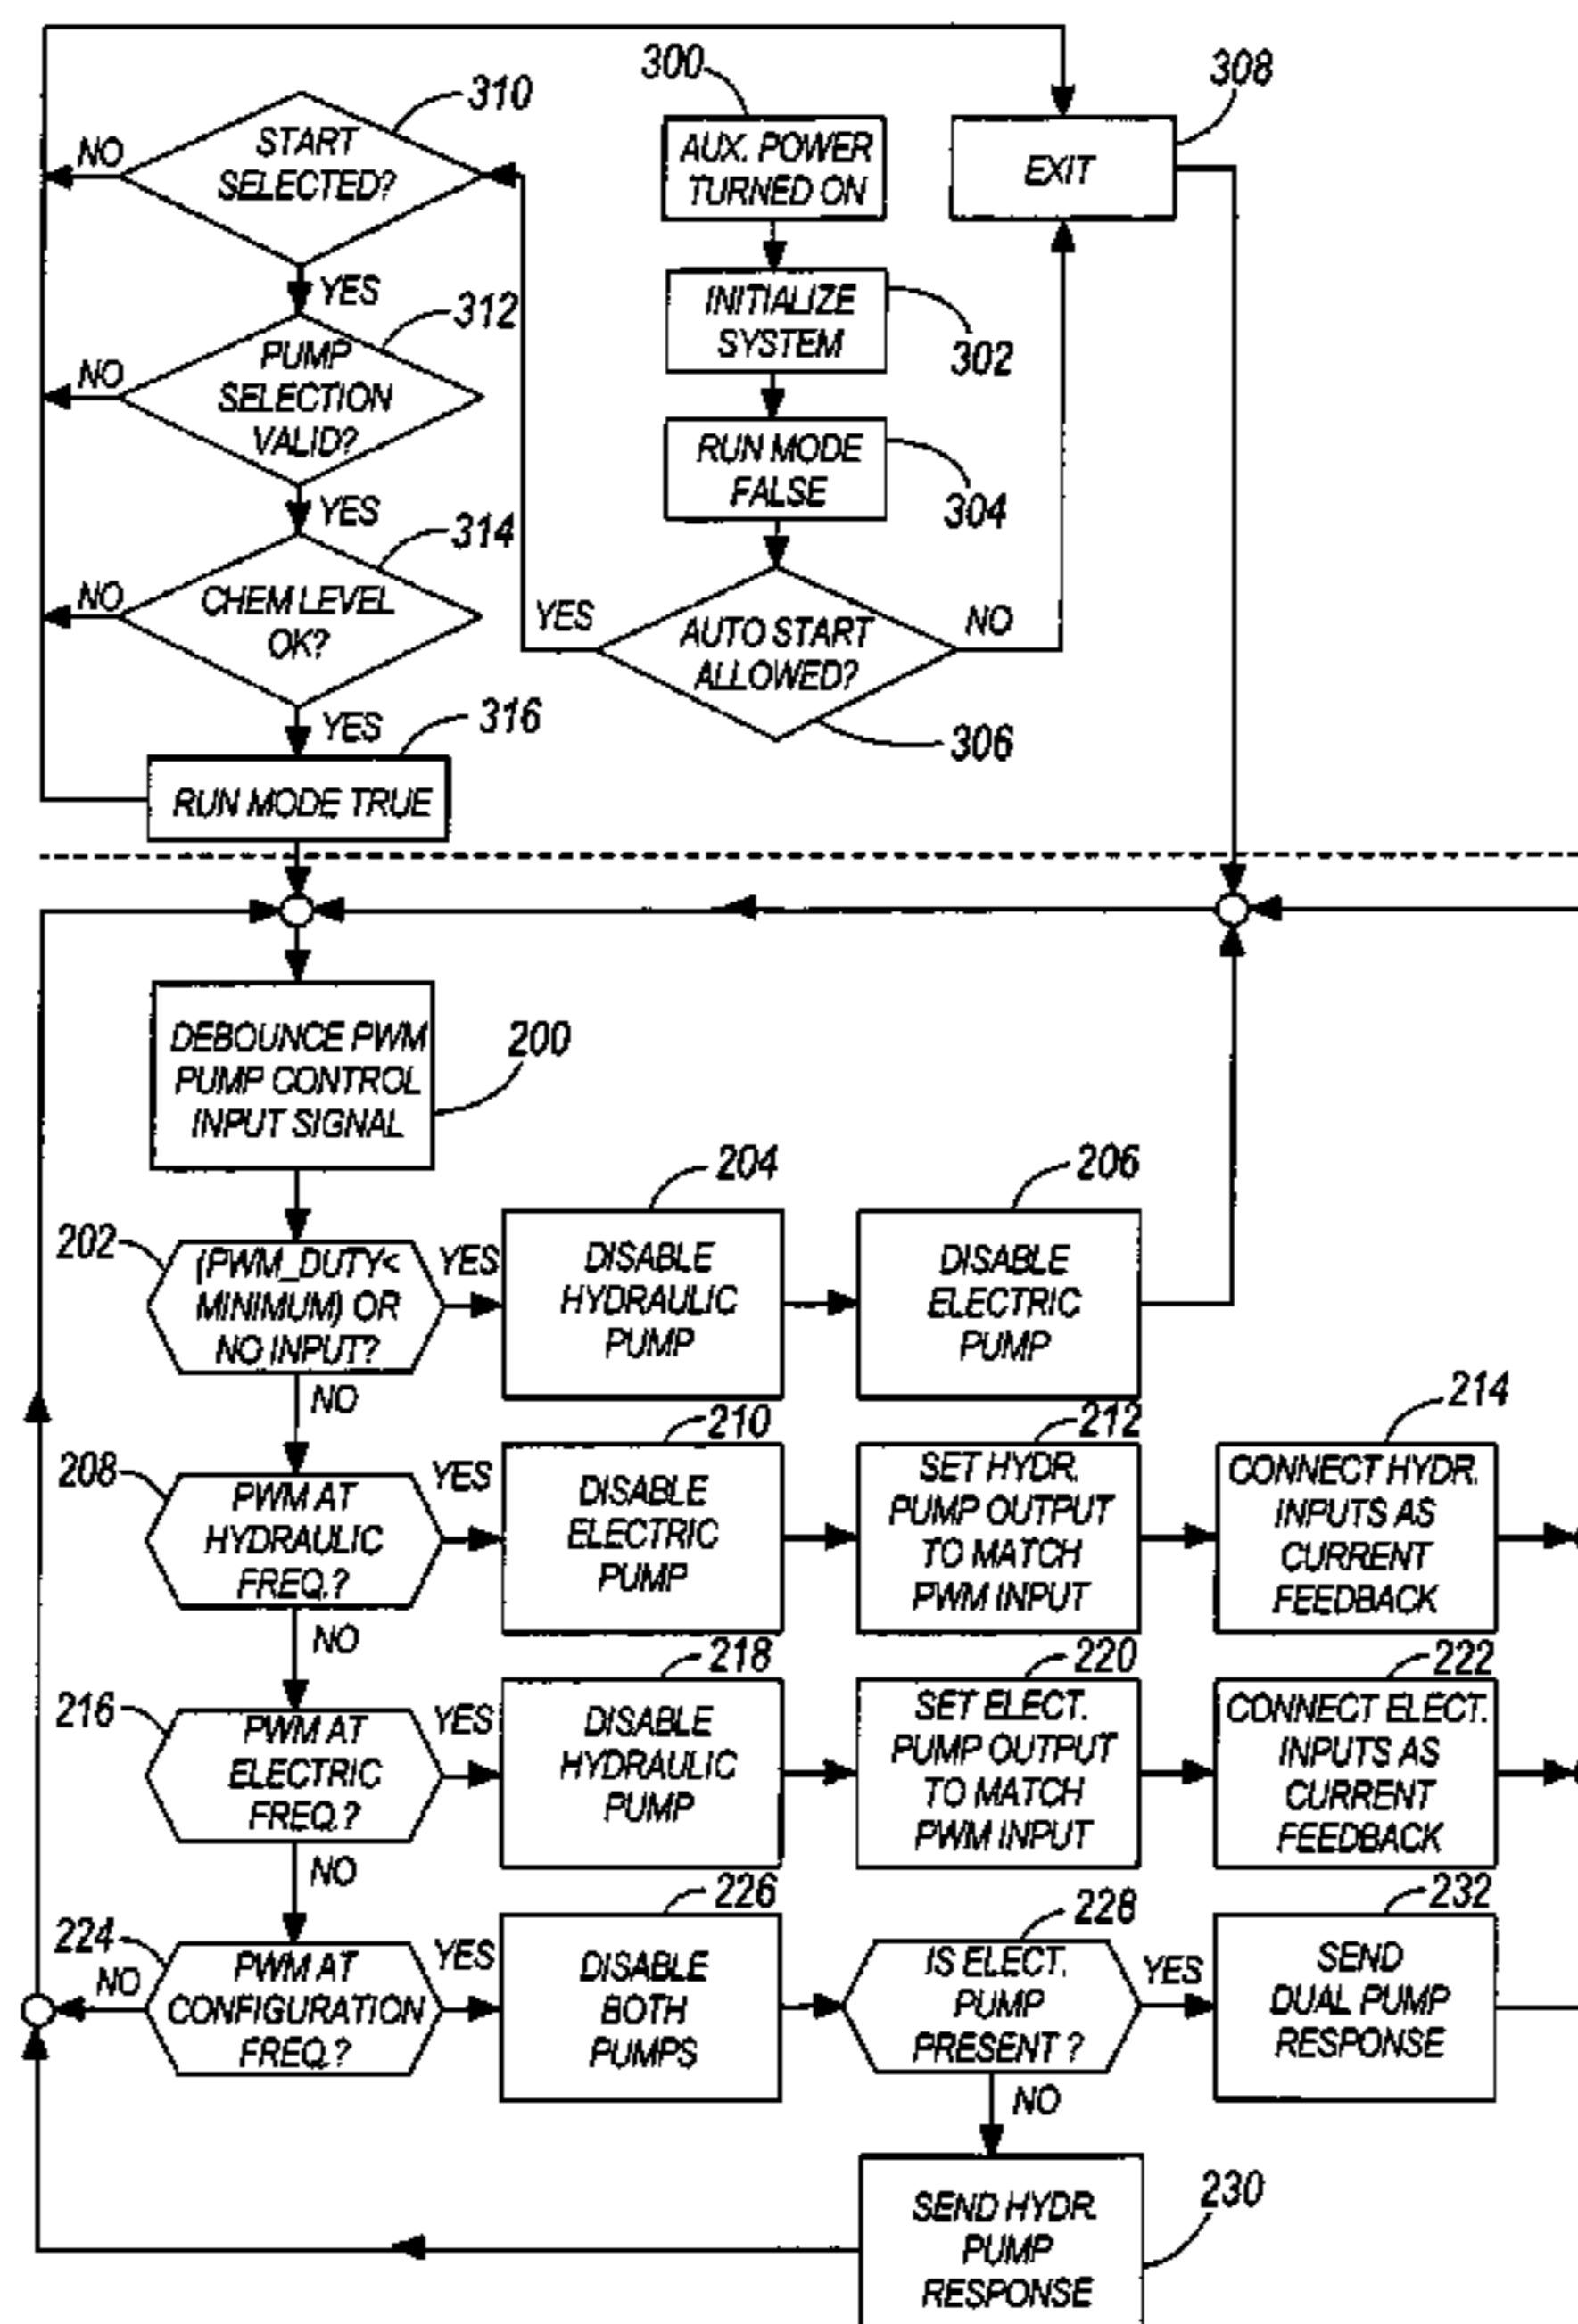 310
START
SELECTED?
NO
YES
312
PUMP
SELECTION
VALID?
NO
YES
314
CHEM LEVEL
OK?
NO
YES
316
RUN MODE TRUE
300
AUX. POWER
TURNED ON
INITIALIZE
SYSTEM
302
RUN MODE
FALSE
304
AUTO START
ALLOWED?
YES
NO
306
308
EXIT
DEBOUNCE PWM
PUMP CONTROL
INPUT SIGNAL
200
202
(PWM_DUTY<
MINIMUM) OR
NO INPUT?
YES
NO
204
DISABLE
HYDRAULIC
PUMP
206
DISABLE
ELECTRIC
PUMP
208
PWM AT
HYDRAULIC
FREQ.?
YES
NO
210
DISABLE
ELECTRIC
PUMP
212
SET HYDR.
PUMP OUTPUT
TO MATCH
PWM INPUT
214
CONNECT HYDR.
INPUTS AS
CURRENT
FEEDBACK
216
PWM AT
ELECTRIC
FREQ.?
YES
NO
218
DISABLE
HYDRAULIC
PUMP
220
SET ELECT.
PUMP OUTPUT
TO MATCH
PWM INPUT
222
CONNECT ELECT.
INPUTS AS
CURRENT
FEEDBACK
224
PWM AT
CONFIGURATION
FREQ.?
NO
YES
226
DISABLE
BOTH
PUMPS
228
IS ELECT.
PUMP
PRESENT ?
YES
NO
232
SEND
DUAL PUMP
RESPONSE
SEND HYDR.
PUMP
RESPONSE
230